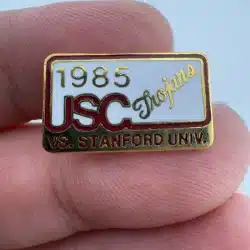 1985
USC Trojans
VS. STANFORD UNIV.